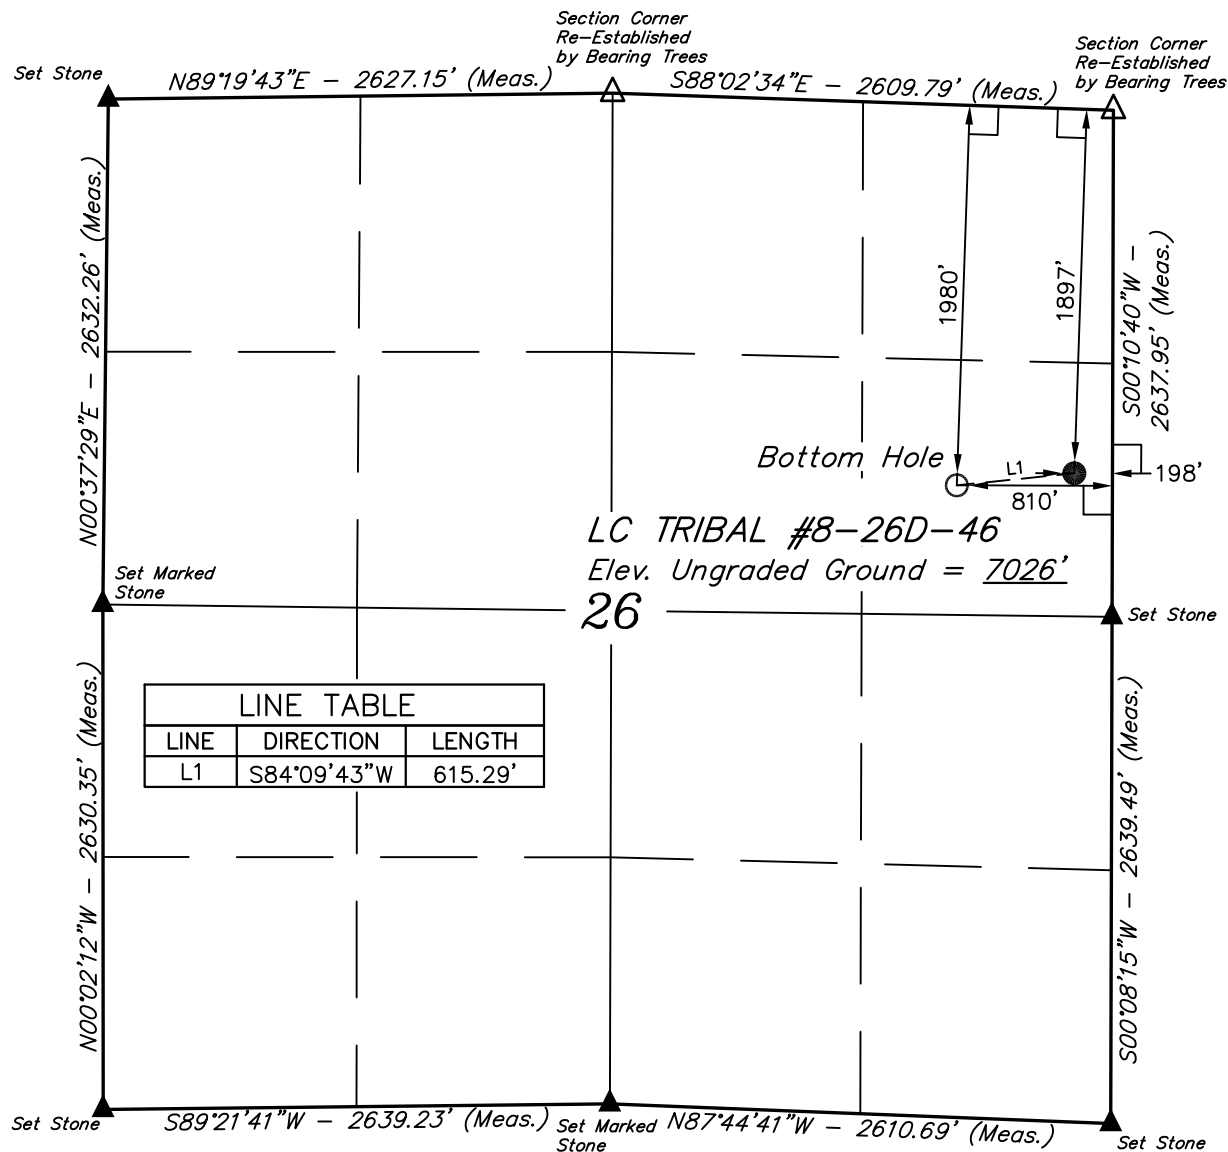 Section Corner
Re-Established
by Bearing Trees
Section Corner
Re-Established
by Bearing Trees
Set Stone
N89°19'43"E - 2627.15' (Meas.)
S88°02'34"E - 2609.79' (Meas.)
N00°37'29"E - 2632.26' (Meas.)
1980'
1897'
S00°10'40"W -
2637.95' (Meas.)
Bottom Hole
L1
198'
810'
LC TRIBAL #8-26D-46
Elev. Ungraded Ground = 7026'
Set Marked
Stone
26
Set Stone
N00°02'12"W - 2630.35' (Meas.)
LINE TABLE
LINE DIRECTION LENGTH
L1 S84°09'43"W 615.29'
S00°08'15"W - 2639.49' (Meas.)
Set Stone
S89°21'41"W - 2639.23' (Meas.)
Set Marked
Stone
N87°44'41"W - 2610.69' (Meas.)
Set Stone